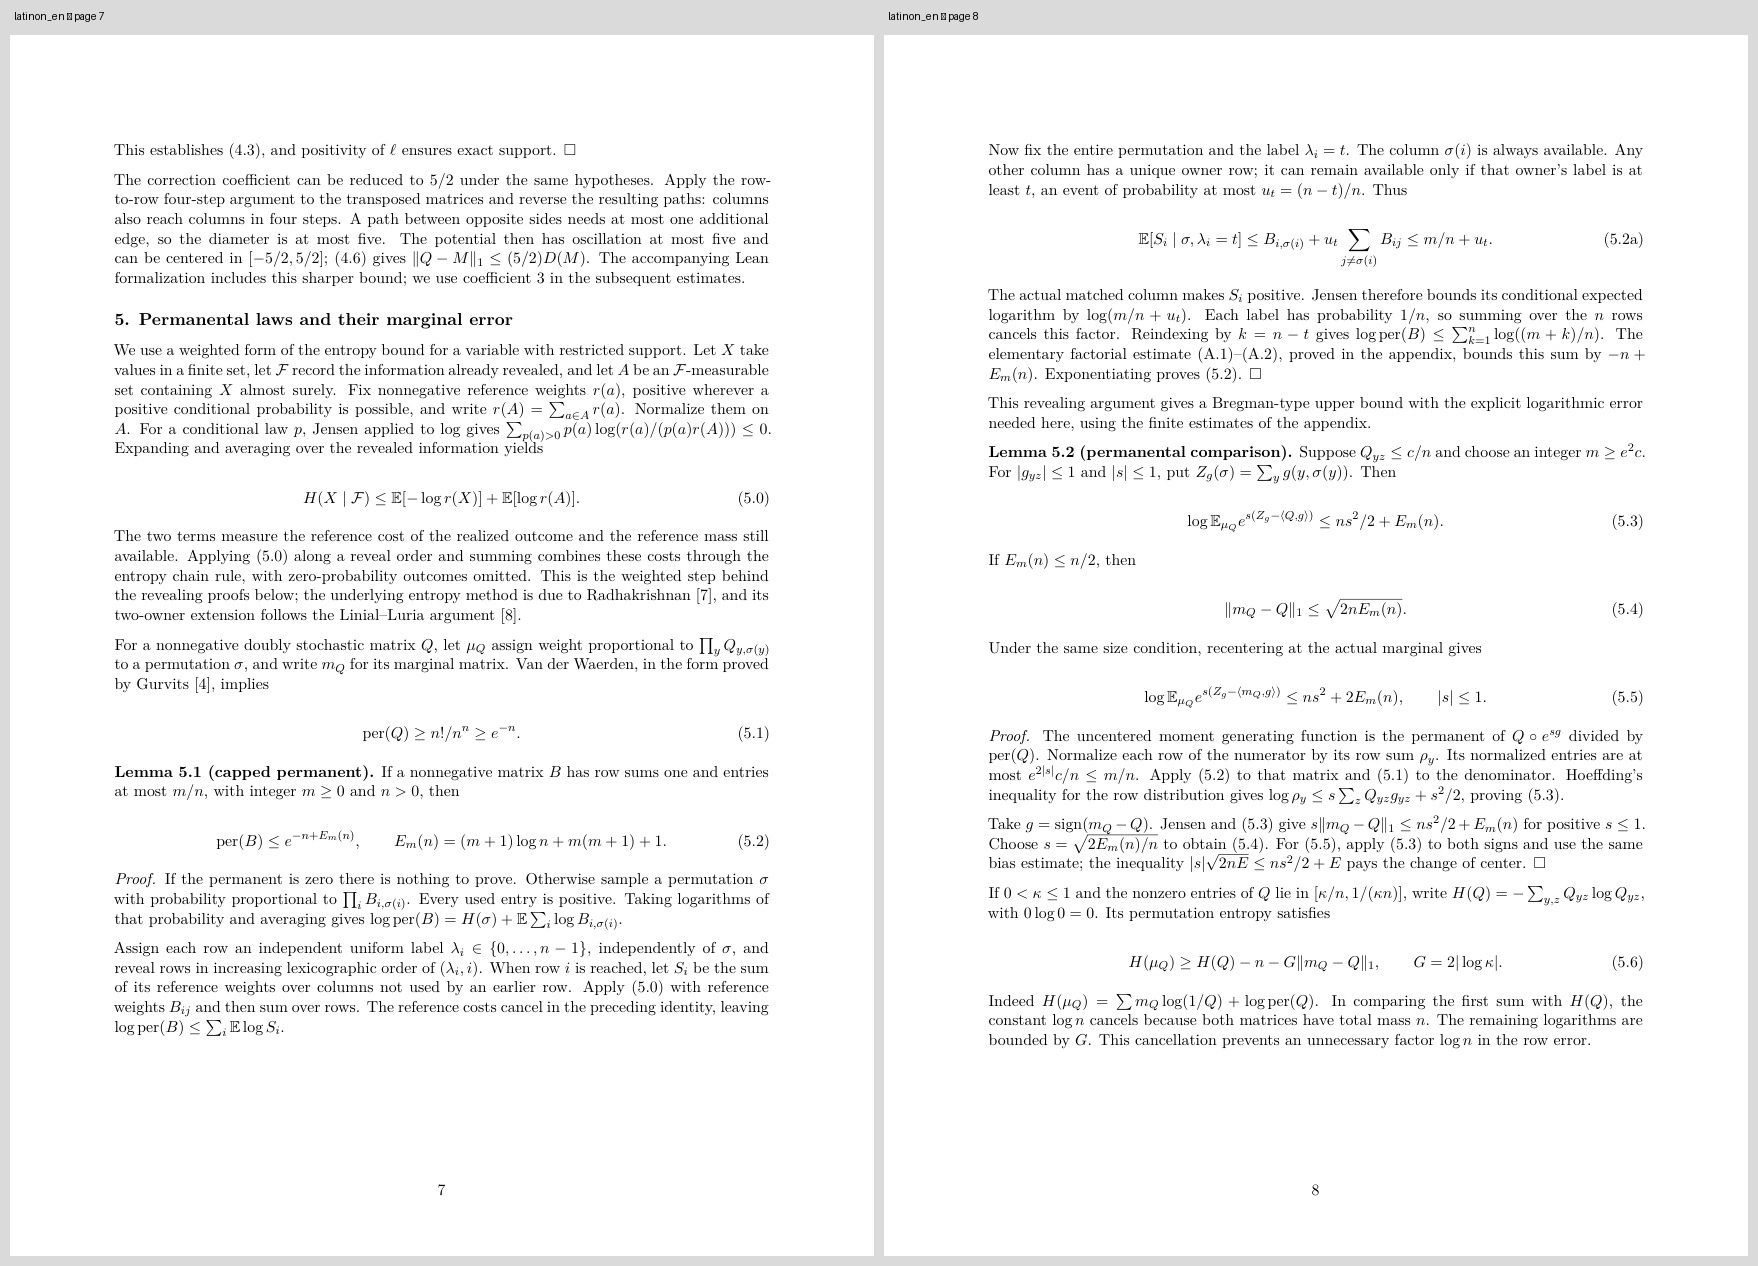 latinon_en page 7
This establishes (4.3), and positivity of ℓ ensures exact support. □
The correction coefficient can be reduced to 5/2 under the same hypotheses. Apply the row-
to-row four-step argument to the transposed matrices and reverse the resulting paths: columns
also reach columns in four steps. A path between opposite sides needs at most one additional
edge, so the diameter is at most five. The potential then has oscillation at most five and
can be centered in [−5/2, 5/2]; (4.6) gives ‖Q − M‖₁ ≤ (5/2)D(M). The accompanying Lean
formalization includes this sharper bound; we use coefficient 3 in the subsequent estimates.
5. Permanental laws and their marginal error
We use a weighted form of the entropy bound for a variable with restricted support. Let X take
values in a finite set, let ℱ record the information already revealed, and let A be an ℱ-measurable
set containing X almost surely. Fix nonnegative reference weights r(a), positive wherever a
positive conditional probability is possible, and write r(A) = ∑_{a∈A} r(a). Normalize them on
A. For a conditional law p, Jensen applied to log gives ∑_{p(a)>0} p(a) log(r(a)/(p(a)r(A))) ≤ 0.
Expanding and averaging over the revealed information yields
H(X | ℱ) ≤ 𝔼[− log r(X)] + 𝔼[log r(A)]. (5.0)
The two terms measure the reference cost of the realized outcome and the reference mass still
available. Applying (5.0) along a reveal order and summing combines these costs through the
entropy chain rule, with zero-probability outcomes omitted. This is the weighted step behind
the revealing proofs below; the underlying entropy method is due to Radhakrishnan [7], and its
two-owner extension follows the Linial–Luria argument [8].
For a nonnegative doubly stochastic matrix Q, let μ_Q assign weight proportional to ∏_y Q_{y,σ(y)}
to a permutation σ, and write m_Q for its marginal matrix. Van der Waerden, in the form proved
by Gurvits [4], implies
per(Q) ≥ n!/nⁿ ≥ e⁻ⁿ. (5.1)
Lemma 5.1 (capped permanent). If a nonnegative matrix B has row sums one and entries
at most m/n, with integer m ≥ 0 and n > 0, then
per(B) ≤ e^{−n+E_m(n)}, E_m(n) = (m + 1) log n + m(m + 1) + 1. (5.2)
Proof. If the permanent is zero there is nothing to prove. Otherwise sample a permutation σ
with probability proportional to ∏_i B_{i,σ(i)}. Every used entry is positive. Taking logarithms of
that probability and averaging gives log per(B) = H(σ) + 𝔼 ∑_i log B_{i,σ(i)}.
Assign each row an independent uniform label λ_i ∈ {0, . . . , n − 1}, independently of σ, and
reveal rows in increasing lexicographic order of (λ_i, i). When row i is reached, let S_i be the sum
of its reference weights over columns not used by an earlier row. Apply (5.0) with reference
weights B_{ij} and then sum over rows. The reference costs cancel in the preceding identity, leaving
log per(B) ≤ ∑_i 𝔼 log S_i.
7
latinon_en page 8
Now fix the entire permutation and the label λ_i = t. The column σ(i) is always available. Any
other column has a unique owner row; it can remain available only if that owner's label is at
least t, an event of probability at most u_t = (n − t)/n. Thus
𝔼[S_i | σ, λ_i = t] ≤ B_{i,σ(i)} + u_t ∑_{j≠σ(i)} B_{ij} ≤ m/n + u_t. (5.2a)
The actual matched column makes S_i positive. Jensen therefore bounds its conditional expected
logarithm by log(m/n + u_t). Each label has probability 1/n, so summing over the n rows
cancels this factor. Reindexing by k = n − t gives log per(B) ≤ ∑_{k=1}^n log((m + k)/n). The
elementary factorial estimate (A.1)–(A.2), proved in the appendix, bounds this sum by −n +
E_m(n). Exponentiating proves (5.2). □
This revealing argument gives a Bregman-type upper bound with the explicit logarithmic error
needed here, using the finite estimates of the appendix.
Lemma 5.2 (permanental comparison). Suppose Q_{yz} ≤ c/n and choose an integer m ≥ e²c.
For |g_{yz}| ≤ 1 and |s| ≤ 1, put Z_g(σ) = ∑_y g(y, σ(y)). Then
log 𝔼_{μ_Q} e^{s(Z_g−⟨Q,g⟩)} ≤ ns²/2 + E_m(n). (5.3)
If E_m(n) ≤ n/2, then
‖m_Q − Q‖₁ ≤ √(2nE_m(n)). (5.4)
Under the same size condition, recentering at the actual marginal gives
log 𝔼_{μ_Q} e^{s(Z_g−⟨m_Q,g⟩)} ≤ ns² + 2E_m(n), |s| ≤ 1. (5.5)
Proof. The uncentered moment generating function is the permanent of Q ∘ e^{sg} divided by
per(Q). Normalize each row of the numerator by its row sum ρ_y. Its normalized entries are at
most e^{2|s|}c/n ≤ m/n. Apply (5.2) to that matrix and (5.1) to the denominator. Hoeffding's
inequality for the row distribution gives log ρ_y ≤ s ∑_z Q_{yz}g_{yz} + s²/2, proving (5.3).
Take g = sign(m_Q − Q). Jensen and (5.3) give s‖m_Q − Q‖₁ ≤ ns²/2 + E_m(n) for positive s ≤ 1.
Choose s = √(2E_m(n)/n) to obtain (5.4). For (5.5), apply (5.3) to both signs and use the same
bias estimate; the inequality |s|√(2nE) ≤ ns²/2 + E pays the change of center. □
If 0 < κ ≤ 1 and the nonzero entries of Q lie in [κ/n, 1/(κn)], write H(Q) = − ∑_{y,z} Q_{yz} log Q_{yz},
with 0 log 0 = 0. Its permutation entropy satisfies
H(μ_Q) ≥ H(Q) − n − G‖m_Q − Q‖₁, G = 2| log κ|. (5.6)
Indeed H(μ_Q) = ∑ m_Q log(1/Q) + log per(Q). In comparing the first sum with H(Q), the
constant log n cancels because both matrices have total mass n. The remaining logarithms are
bounded by G. This cancellation prevents an unnecessary factor log n in the row error.
8